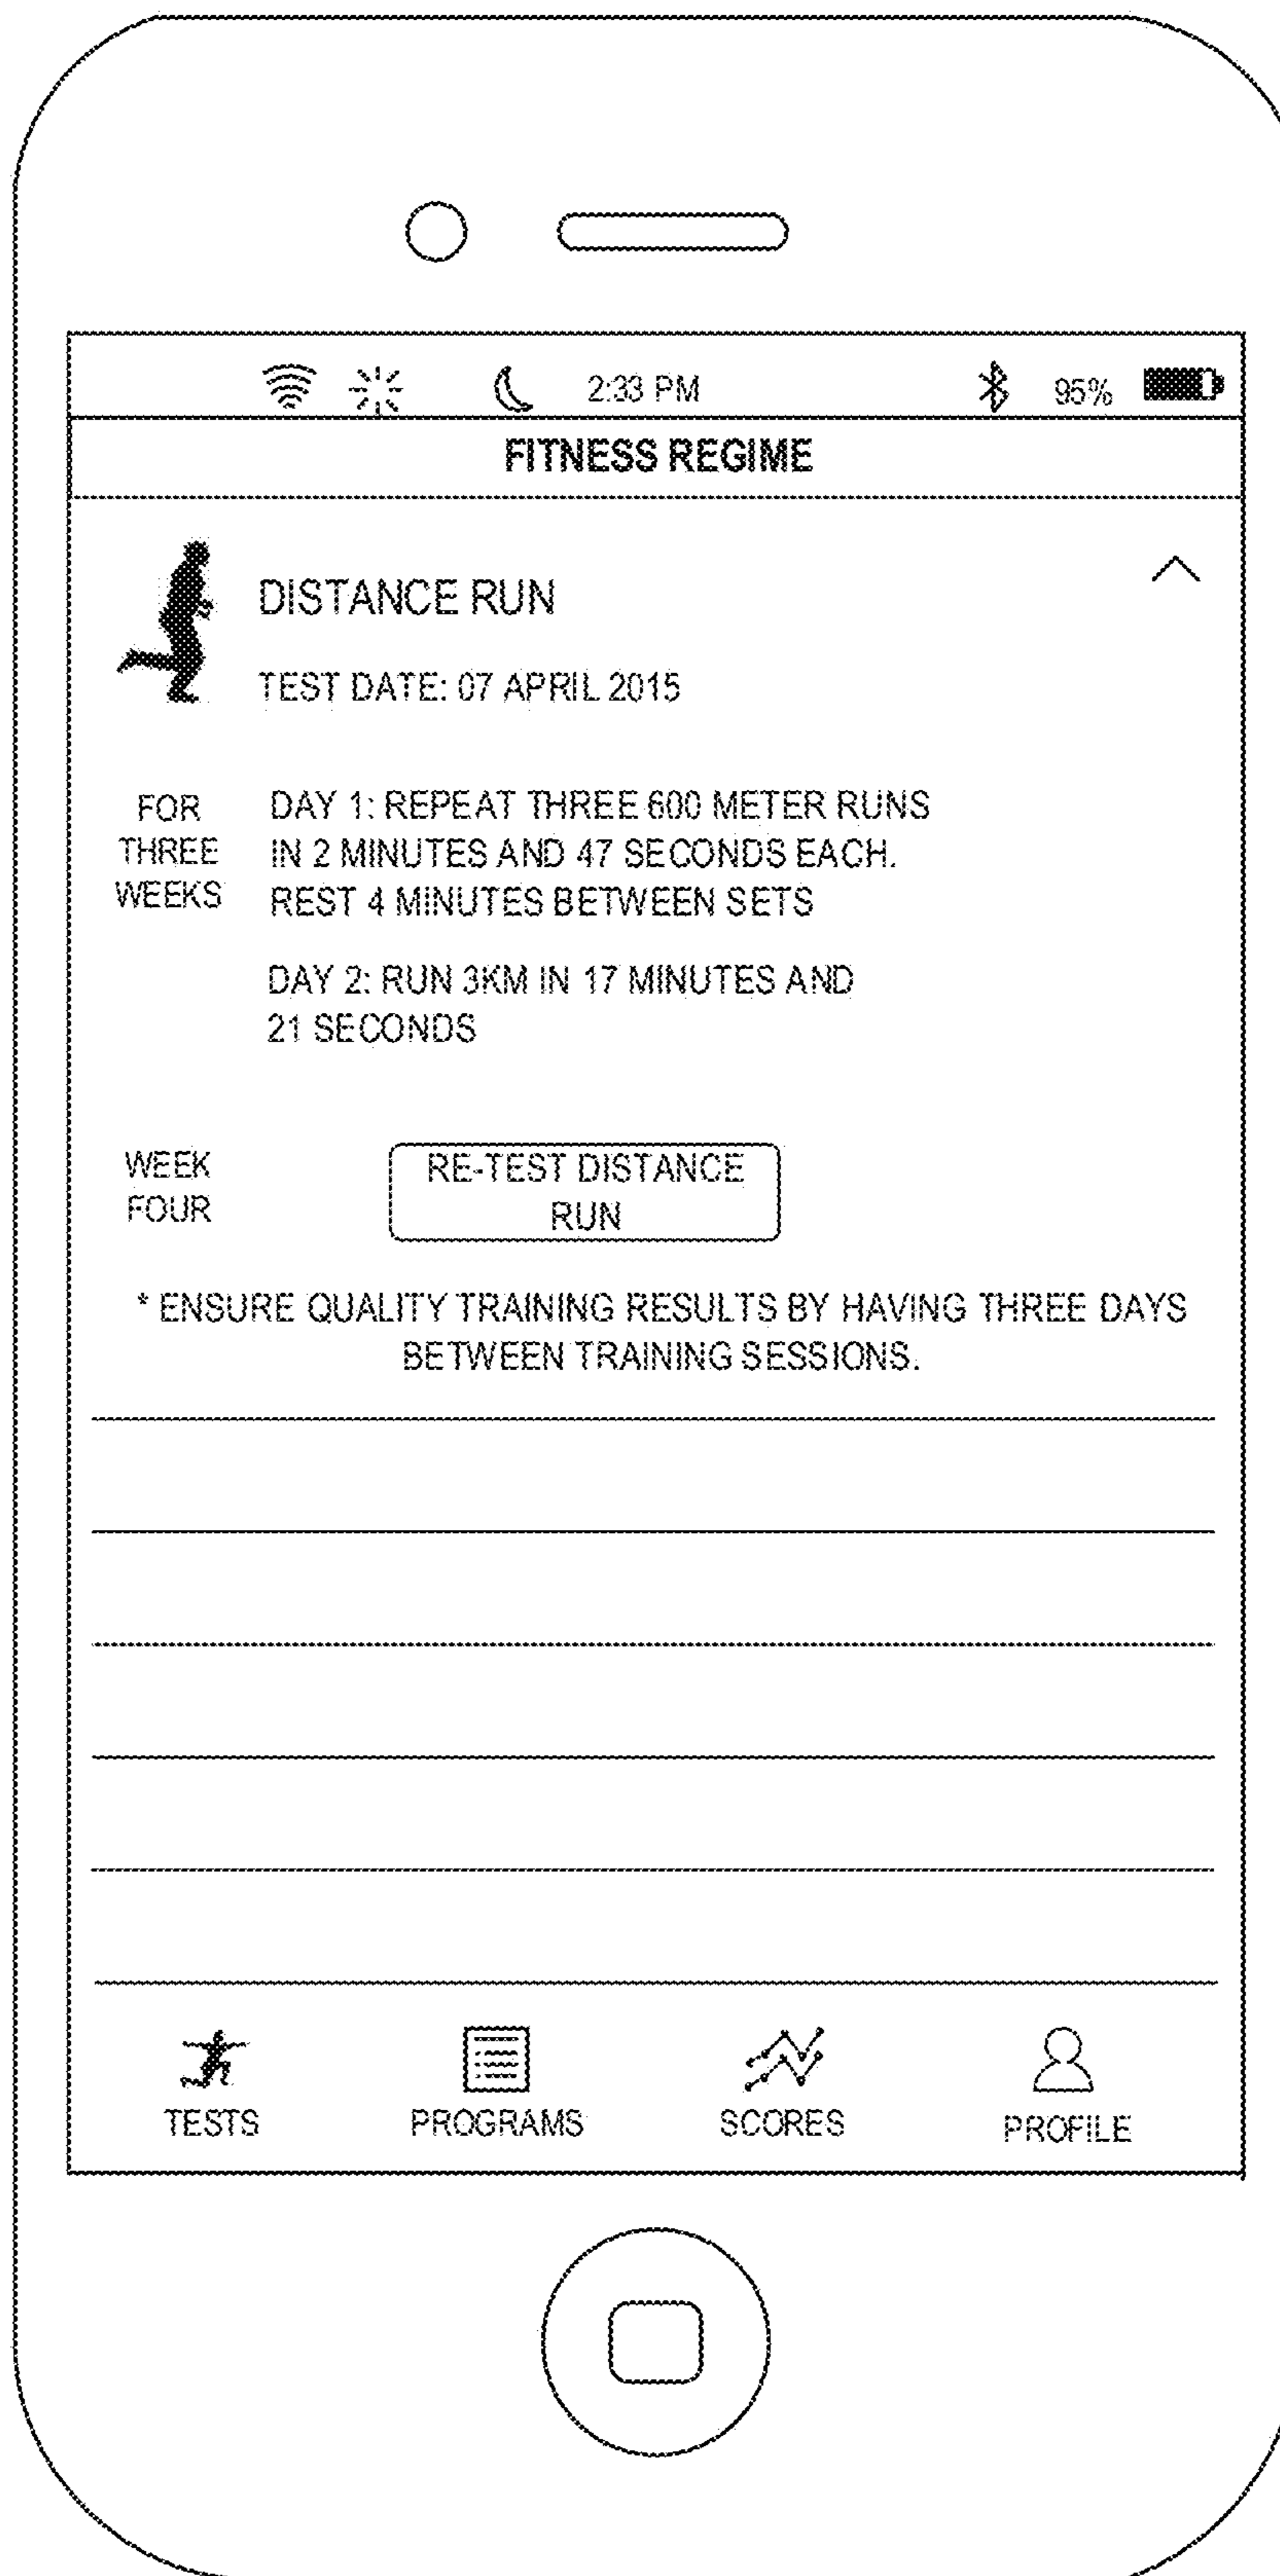 2:33 PM 95%
FITNESS REGIME
DISTANCE RUN
TEST DATE: 07 APRIL 2015
FOR
THREE
WEEKS
DAY 1: REPEAT THREE 600 METER RUNS
IN 2 MINUTES AND 47 SECONDS EACH.
REST 4 MINUTES BETWEEN SETS
DAY 2: RUN 3KM IN 17 MINUTES AND
21 SECONDS
WEEK
FOUR
RE-TEST DISTANCE
RUN
* ENSURE QUALITY TRAINING RESULTS BY HAVING THREE DAYS
BETWEEN TRAINING SESSIONS.
TESTS PROGRAMS SCORES PROFILE